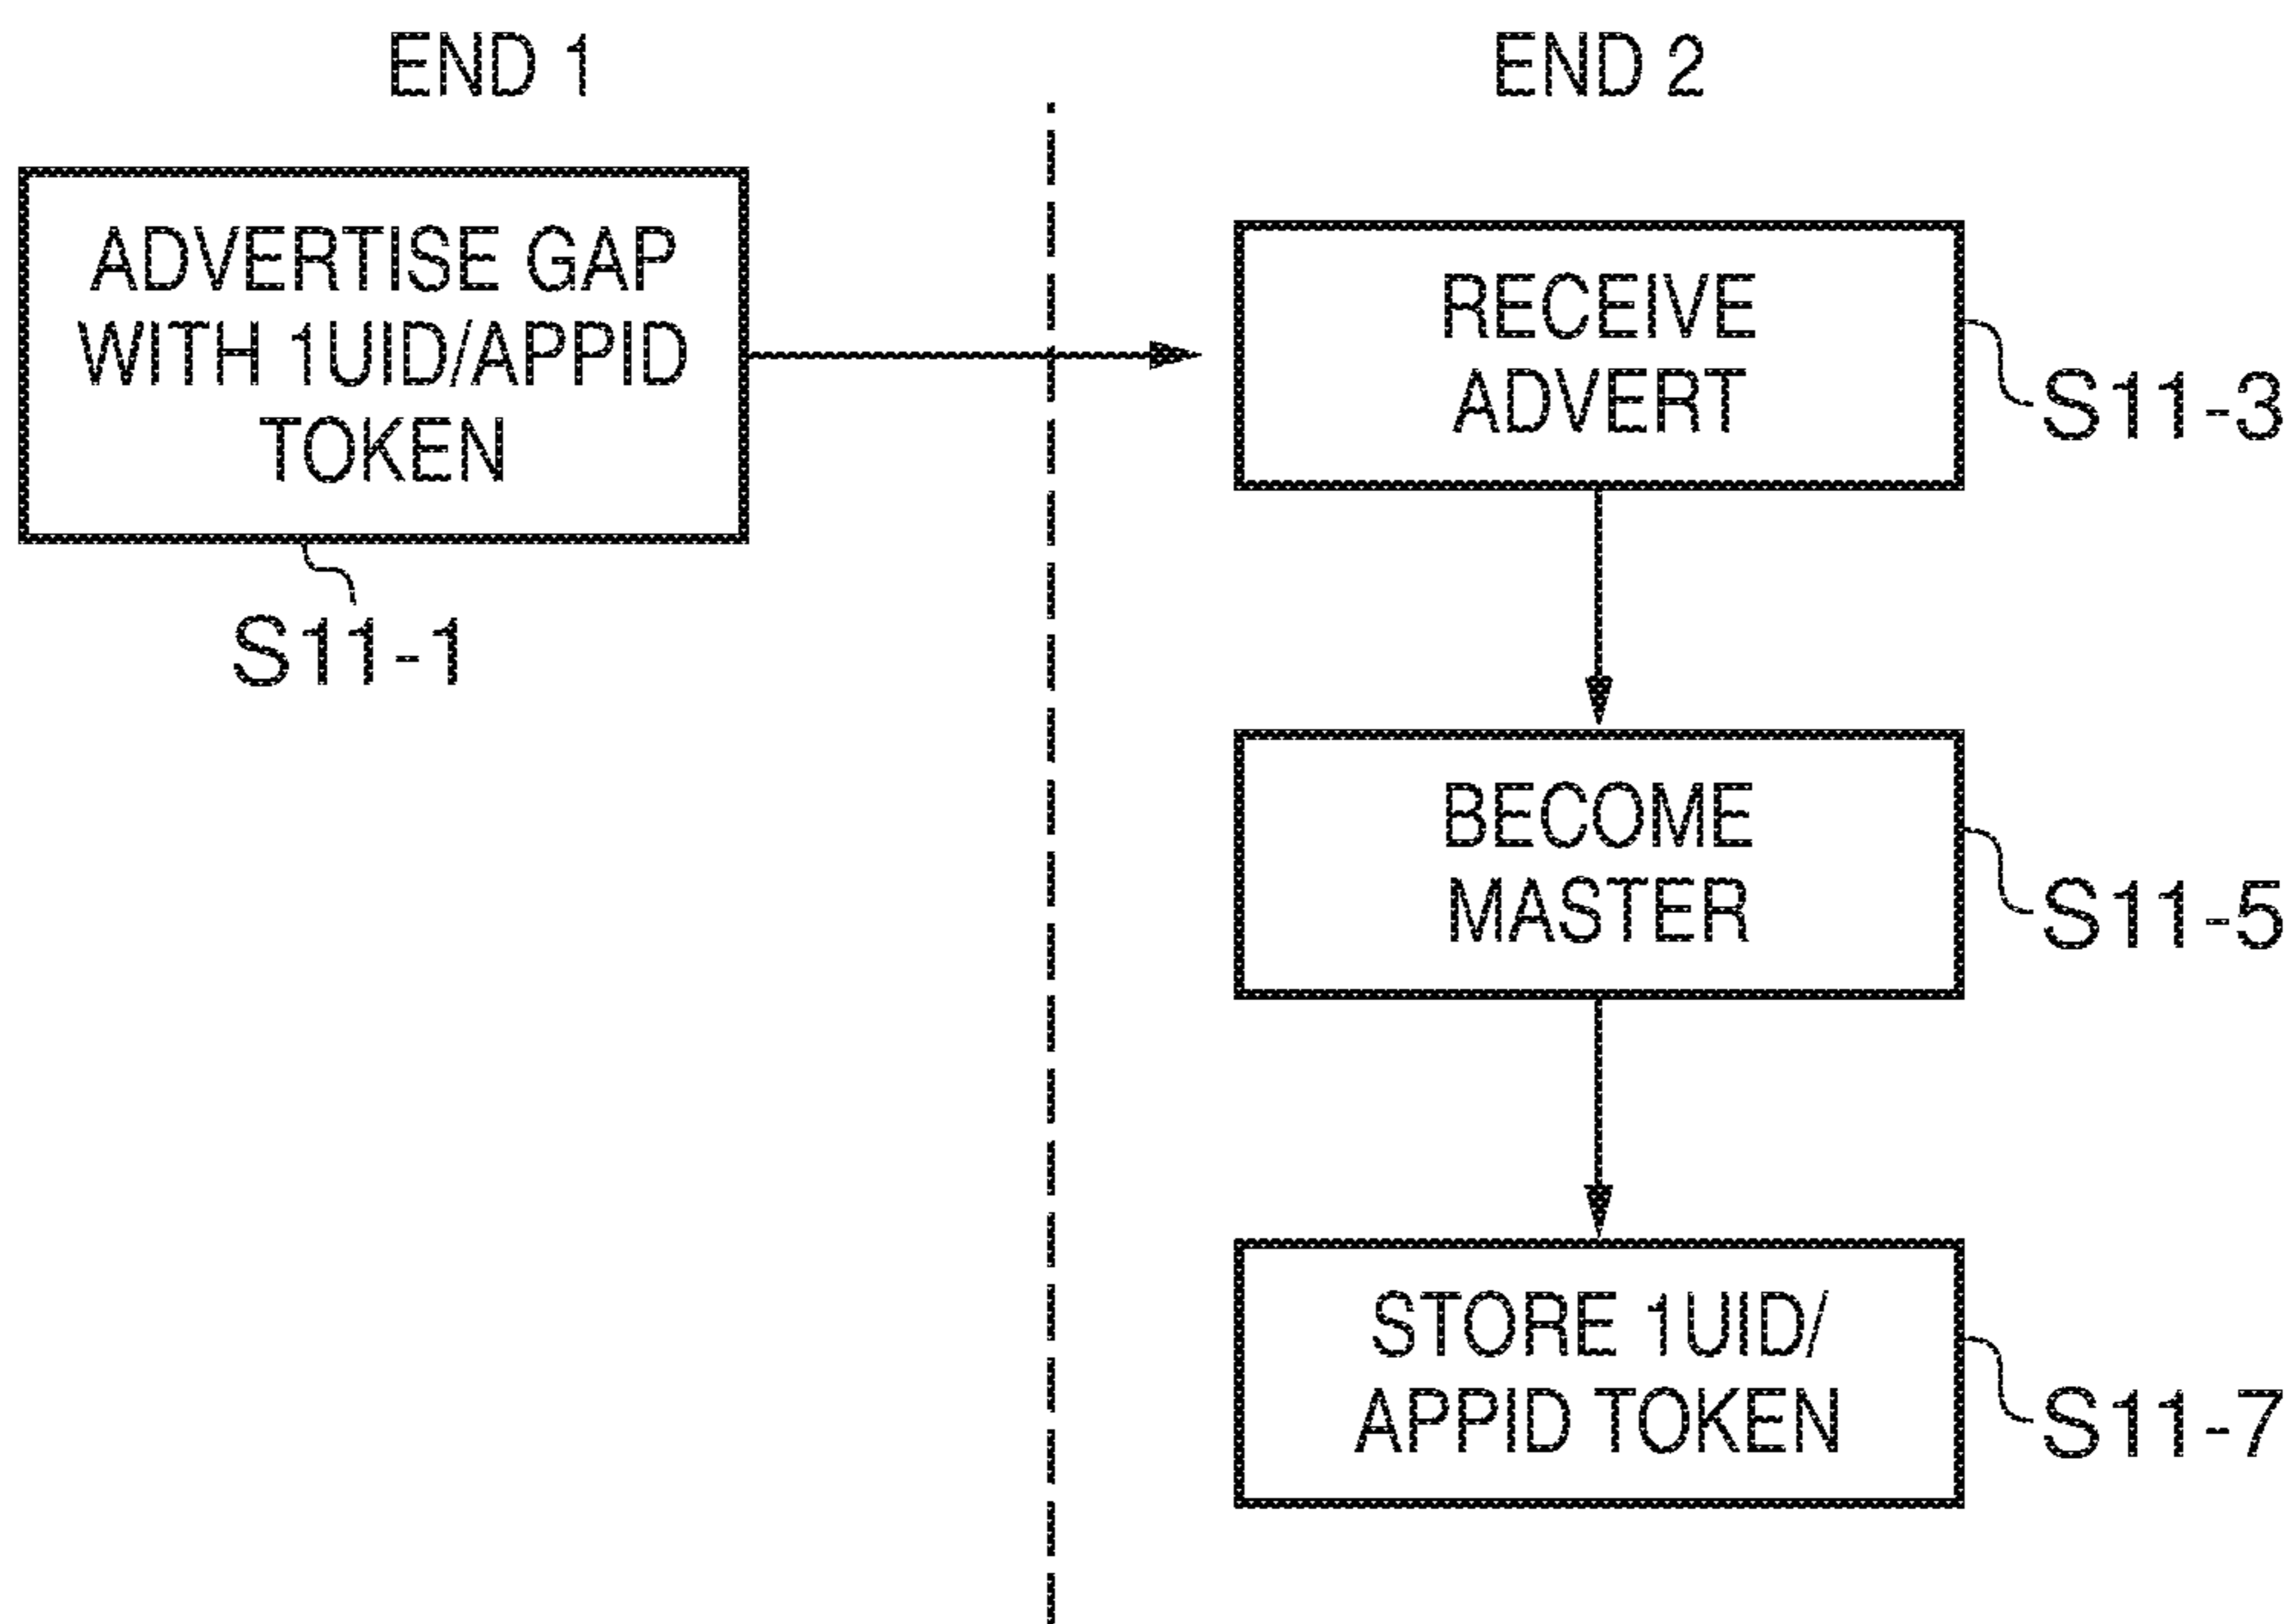 END 1
ADVERTISE GAP
WITH 1UID/APPID
TOKEN
S11-1
END 2
RECEIVE
ADVERT
S11-3
BECOME
MASTER
S11-5
STORE 1UID/
APPID TOKEN
S11-7